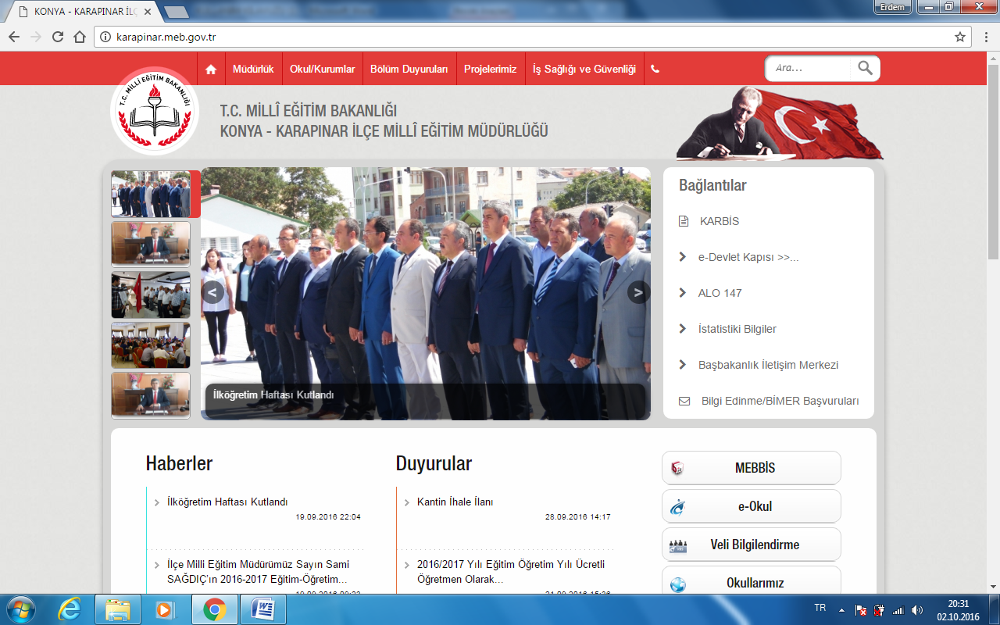 KONYA - KARAPINAR İLÇ
Erdem
karapinar.meb.gov.tr
Müdürlük
Okul/Kurumlar
Bölüm Duyuruları
Projelerimiz
İş Sağlığı ve Güvenliği
Ara...
T.C. MİLLİ EĞİTİM BAKANLIĞI
T.C. MİLLÎ EĞİTİM BAKANLIĞI
KONYA - KARAPINAR İLÇE MİLLÎ EĞİTİM MÜDÜRLÜĞÜ
<
>
İlköğretim Haftası Kutlandı
Bağlantılar
KARBİS
e-Devlet Kapısı >>...
ALO 147
İstatistiki Bilgiler
Başbakanlık İletişim Merkezi
Bilgi Edinme/BİMER Başvuruları
Haberler
İlköğretim Haftası Kutlandı
19.09.2016 22:04
İlçe Milli Eğitim Müdürümüz Sayın Sami
SAĞDIÇ'ın 2016-2017 Eğitim-Öğretim...
Duyurular
Kantin İhale İlanı
28.09.2016 14:17
2016/2017 Yılı Eğitim Öğretim Yılı Ücretli
Öğretmen Olarak...
MEBBİS
e-Okul
Veli Bilgilendirme
Okullarımız
TR
20:31
02.10.2016